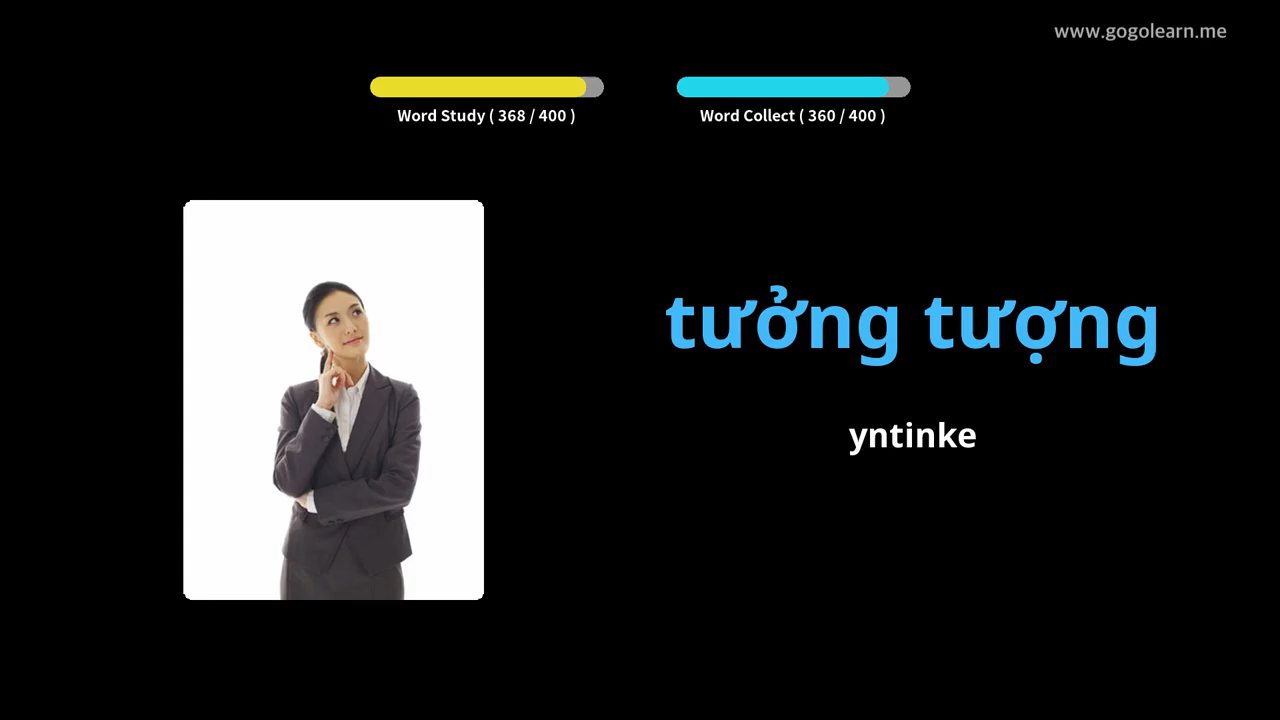 www.gogolearn.me
Word Study ( 368 / 400 )
Word Collect ( 360 / 400 )
tưởng tượng
yntinke